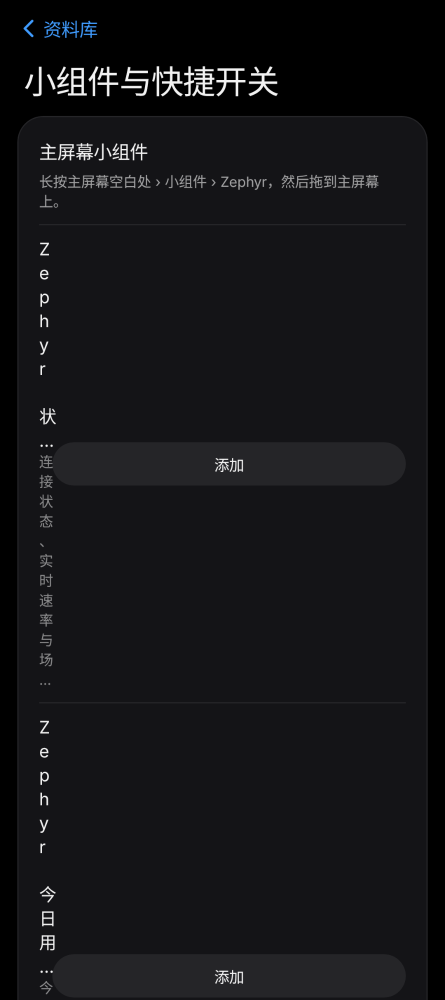 资料库
小组件与快捷开关
主屏幕小组件
长按主屏幕空白处 › 小组件 › Zephyr，然后拖到主屏幕
上。
Z
e
p
h
y
r
状
…
连
接
状
态
、
实
时
速
率
与
场
…
添加
Z
e
p
h
y
r
今
日
用
…
今
添加